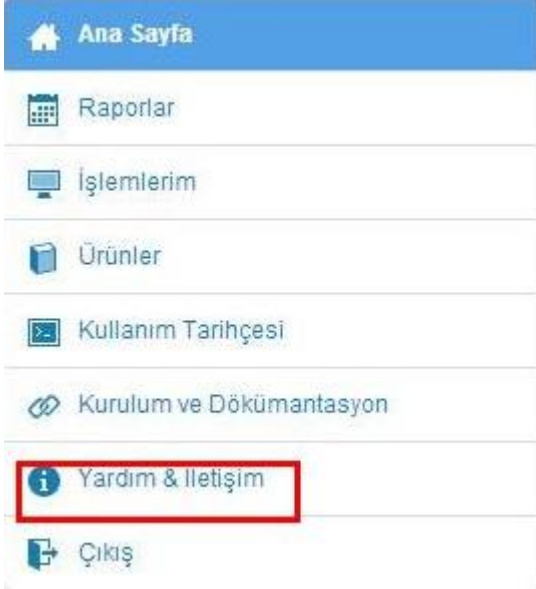 Ana Sayfa
Raporlar
İşlemlerim
Ürünler
Kullanım Tarihçesi
Kurulum ve Dökümantasyon
Yardım & İletişim
Çıkış